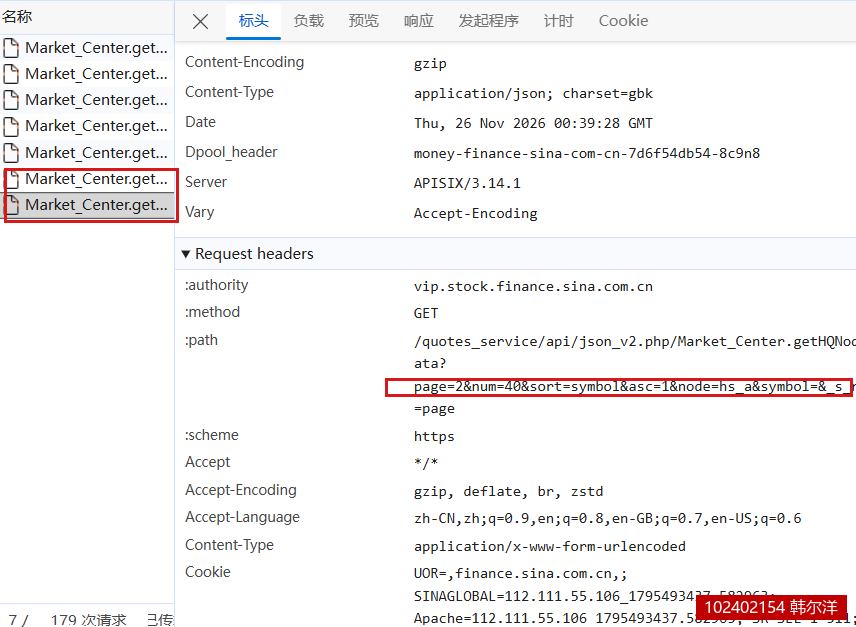 名称
Market_Center.get...
Market_Center.get...
Market_Center.get...
Market_Center.get...
Market_Center.get...
Market_Center.get...
Market_Center.get...
7 / 179 次请求 已传
标头 负载 预览 响应 发起程序 计时 Cookie
Content-Encoding gzip
Content-Type application/json; charset=gbk
Date Thu, 26 Nov 2026 00:39:28 GMT
Dpool_header money-finance-sina-com-cn-7d6f54db54-8c9n8
Server APISIX/3.14.1
Vary Accept-Encoding
▼ Request headers
:authority vip.stock.finance.sina.com.cn
:method GET
:path /quotes_service/api/json_v2.php/Market_Center.getHQNod
ata?
page=2&num=40&sort=symbol&asc=1&node=hs_a&symbol=&_s_r
=page
:scheme https
Accept */*
Accept-Encoding gzip, deflate, br, zstd
Accept-Language zh-CN,zh;q=0.9,en;q=0.8,en-GB;q=0.7,en-US;q=0.6
Content-Type application/x-www-form-urlencoded
Cookie UOR=,finance.sina.com.cn,;
SINAGLOBAL=112.111.55.106_1795493437.582963;
Apache=112.111.55.106_1795493437.582965;
102402154 韩尔洋